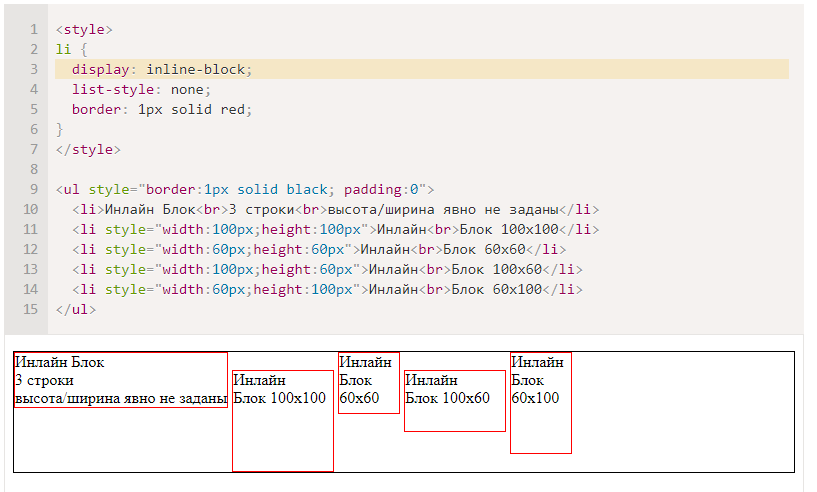 1 <style>
2 li {
3 display: inline-block;
4 list-style: none;
5 border: 1px solid red;
6 }
7 </style>
8
9 <ul style="border:1px solid black; padding:0">
10 <li>Инлайн Блок<br>3 строки<br>высота/ширина явно не заданы</li>
11 <li style="width:100px;height:100px">Инлайн<br>Блок 100x100</li>
12 <li style="width:60px;height:60px">Инлайн<br>Блок 60x60</li>
13 <li style="width:100px;height:60px">Инлайн<br>Блок 100x60</li>
14 <li style="width:60px;height:100px">Инлайн<br>Блок 60x100</li>
15 </ul>
Инлайн Блок
3 строки
высота/ширина явно не заданы
Инлайн
Блок 100x100
Инлайн
Блок
60x60
Инлайн
Блок 100x60
Инлайн
Блок
60x100